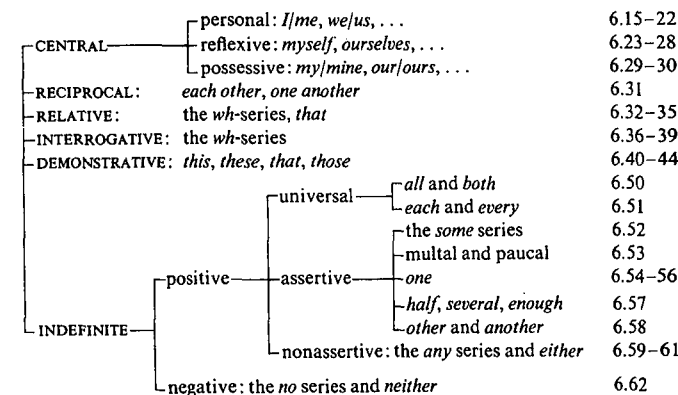 personal: I/me, we/us, . . . 6.15–22
CENTRAL reflexive: myself, ourselves, . . . 6.23–28
possessive: my/mine, our/ours, . . . 6.29–30
RECIPROCAL: each other, one another 6.31
RELATIVE: the wh-series, that 6.32–35
INTERROGATIVE: the wh-series 6.36–39
DEMONSTRATIVE: this, these, that, those 6.40–44
all and both 6.50
universal
each and every 6.51
the some series 6.52
multal and paucal 6.53
positive assertive one 6.54–56
half, several, enough 6.57
INDEFINITE other and another 6.58
nonassertive: the any series and either 6.59–61
negative: the no series and neither 6.62